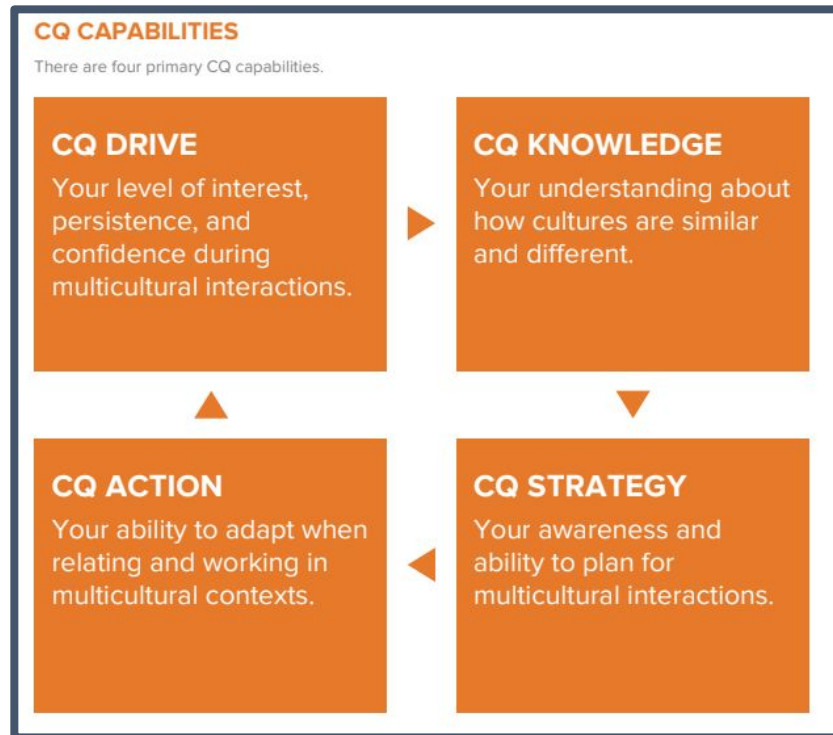 CQ CAPABILITIES
There are four primary CQ capabilities.
CQ DRIVE
Your level of interest,
persistence, and
confidence during
multicultural interactions.
CQ KNOWLEDGE
Your understanding about
how cultures are similar
and different.
CQ ACTION
Your ability to adapt when
relating and working in
multicultural contexts.
CQ STRATEGY
Your awareness and
ability to plan for
multicultural interactions.